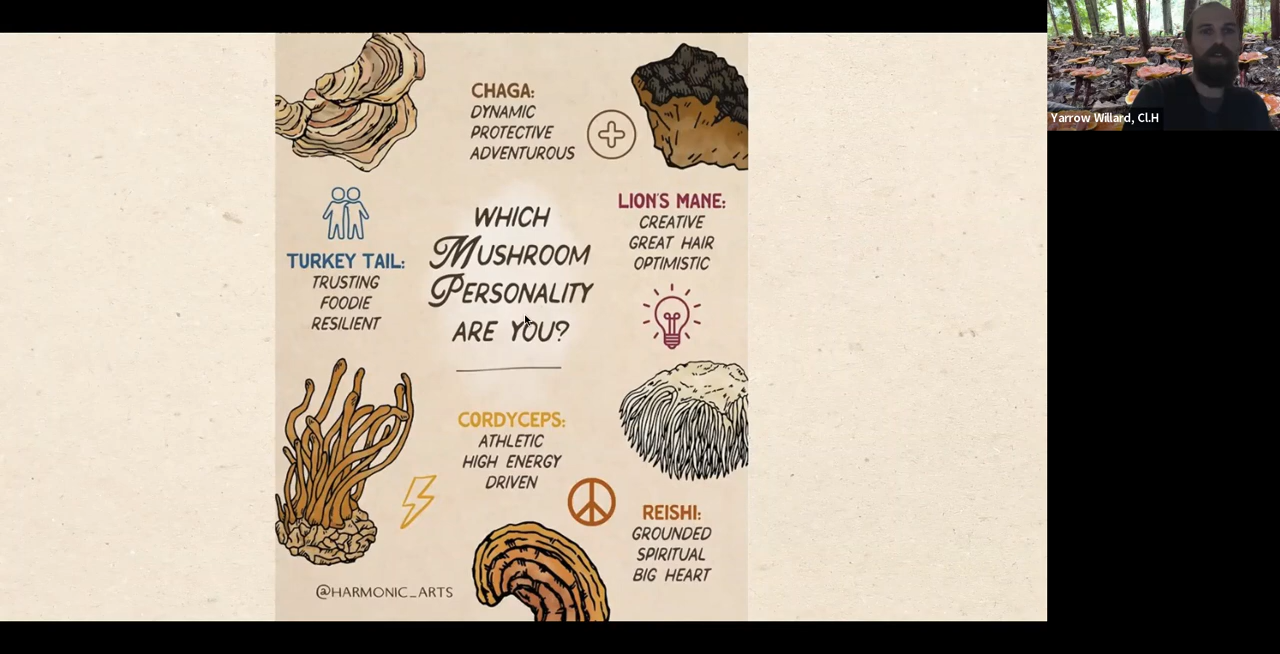 CHAGA:
DYNAMIC
PROTECTIVE
ADVENTUROUS
WHICH
MUSHROOM
PERSONALITY
ARE YOU?
LION'S MANE:
CREATIVE
GREAT HAIR
OPTIMISTIC
TURKEY TAIL:
TRUSTING
FOODIE
RESILIENT
CORDYCEPS:
ATHLETIC
HIGH ENERGY
DRIVEN
REISHI:
GROUNDED
SPIRITUAL
BIG HEART
@HARMONIC_ARTS
Yarrow Willard, Cl.H